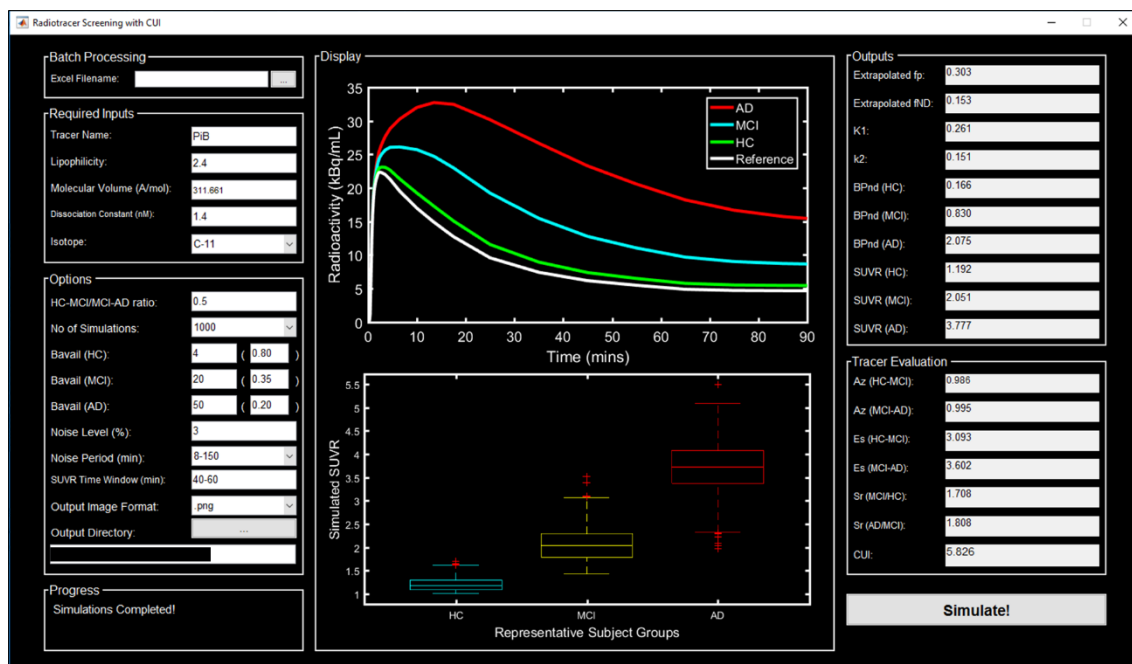 Radiotracer Screening with CUI
Batch Processing
Excel Filename: ...
Required Inputs
Tracer Name: PiB
Lipophilicity: 2.4
Molecular Volume (A/mol): 311.661
Dissociation Constant (nM): 1.4
Isotope: C-11
Options
HC-MCI/MCI-AD ratio: 0.5
No of Simulations: 1000
Bavail (HC): 4 ( 0.80 )
Bavail (MCI): 20 ( 0.35 )
Bavail (AD): 50 ( 0.20 )
Noise Level (%): 3
Noise Period (min): 8-150
SUVR Time Window (min): 40-60
Output Image Format: .png
Output Directory: ...
Progress
Simulations Completed!
Display
35
30
25
20
15
10
5
0
Radioactivity (kBq/mL)
AD
MCI
HC
Reference
0 10 20 30 40 50 60 70 80 90
Time (mins)
5.5
5
4.5
4
3.5
3
2.5
2
1.5
1
Simulated SUVR
HC MCI AD
Representative Subject Groups
Outputs
Extrapolated fp: 0.303
Extrapolated fND: 0.153
K1: 0.261
k2: 0.151
BPnd (HC): 0.166
BPnd (MCI): 0.830
BPnd (AD): 2.075
SUVR (HC): 1.192
SUVR (MCI): 2.051
SUVR (AD): 3.777
Tracer Evaluation
Az (HC-MCI): 0.986
Az (MCI-AD): 0.995
Es (HC-MCI): 3.093
Es (MCI-AD): 3.602
Sr (MCI/HC): 1.708
Sr (AD/MCI): 1.808
CUI: 5.826
Simulate!